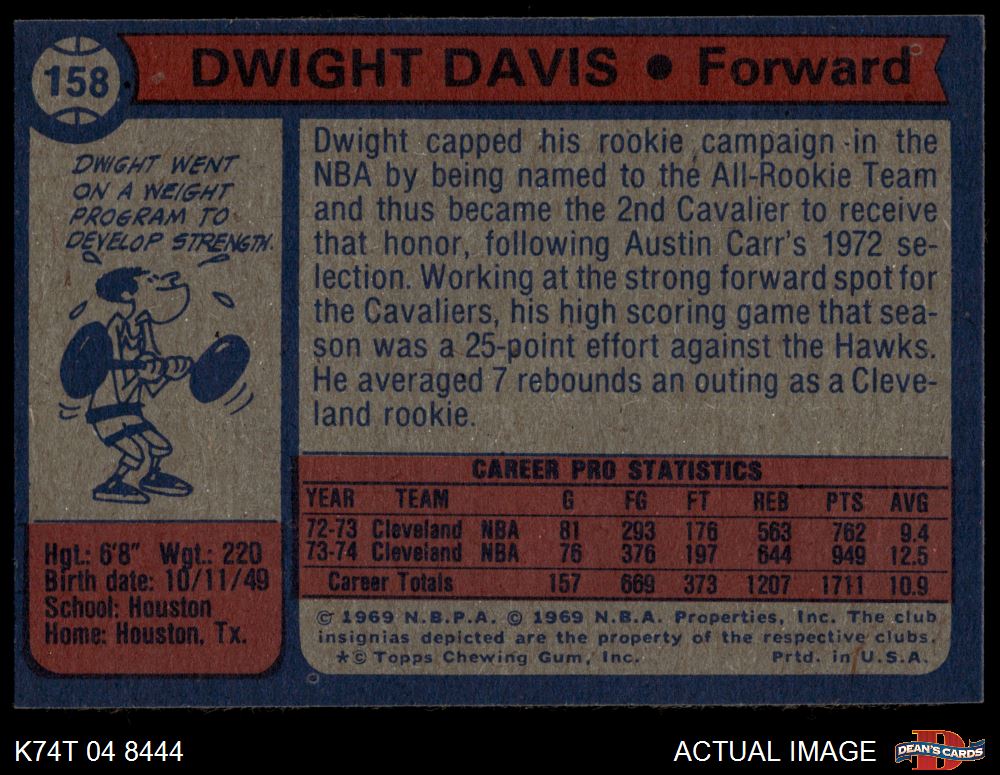 158
DWIGHT DAVIS • Forward
DWIGHT WENT
ON A WEIGHT
PROGRAM TO
DEVELOP STRENGTH.
Dwight capped his rookie campaign in the
NBA by being named to the All-Rookie Team
and thus became the 2nd Cavalier to receive
that honor, following Austin Carr's 1972 se-
lection. Working at the strong forward spot for
the Cavaliers, his high scoring game that sea-
son was a 25-point effort against the Hawks.
He averaged 7 rebounds an outing as a Cleve-
land rookie.
CAREER PRO STATISTICS
YEAR TEAM G FG FT REB PTS AVG
72-73 Cleveland NBA 81 293 176 563 762 9.4
73-74 Cleveland NBA 76 376 197 644 949 12.5
Career Totals 157 669 373 1207 1711 10.9
Hgt.: 6'8" Wgt.: 220
Birth date: 10/11/49
School: Houston
Home: Houston, Tx.
© 1969 N.B.P.A. © 1969 N.B.A. Properties, Inc. The club
insignias depicted are the property of the respective clubs.
*© Topps Chewing Gum, Inc. Prtd. in U.S.A.
K74T 04 8444
ACTUAL IMAGE
DEAN'S CARDS